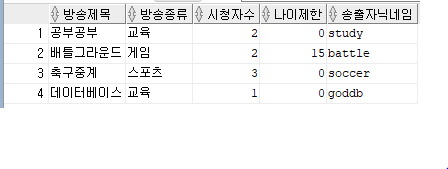 방송제목 방송종류 시청자수 나이제한 송출자닉네임
1 공부공부 교육 2 0 study
2 배틀그라운드 게임 2 15 battle
3 축구중계 스포츠 3 0 soccer
4 데이터베이스 교육 1 0 goddb